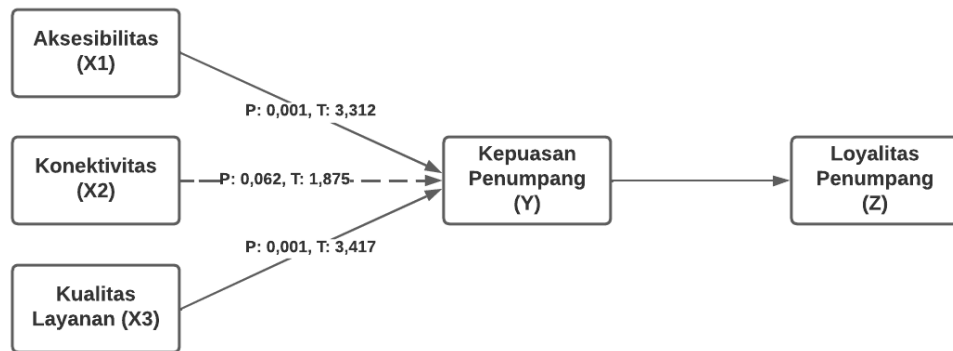 Aksesibilitas
(X1)
P: 0,001, T: 3,312
Konektivitas
(X2)
P: 0,062, T: 1,875
Kualitas
Layanan (X3)
P: 0,001, T: 3,417
Kepuasan
Penumpang
(Y)
Loyalitas
Penumpang
(Z)